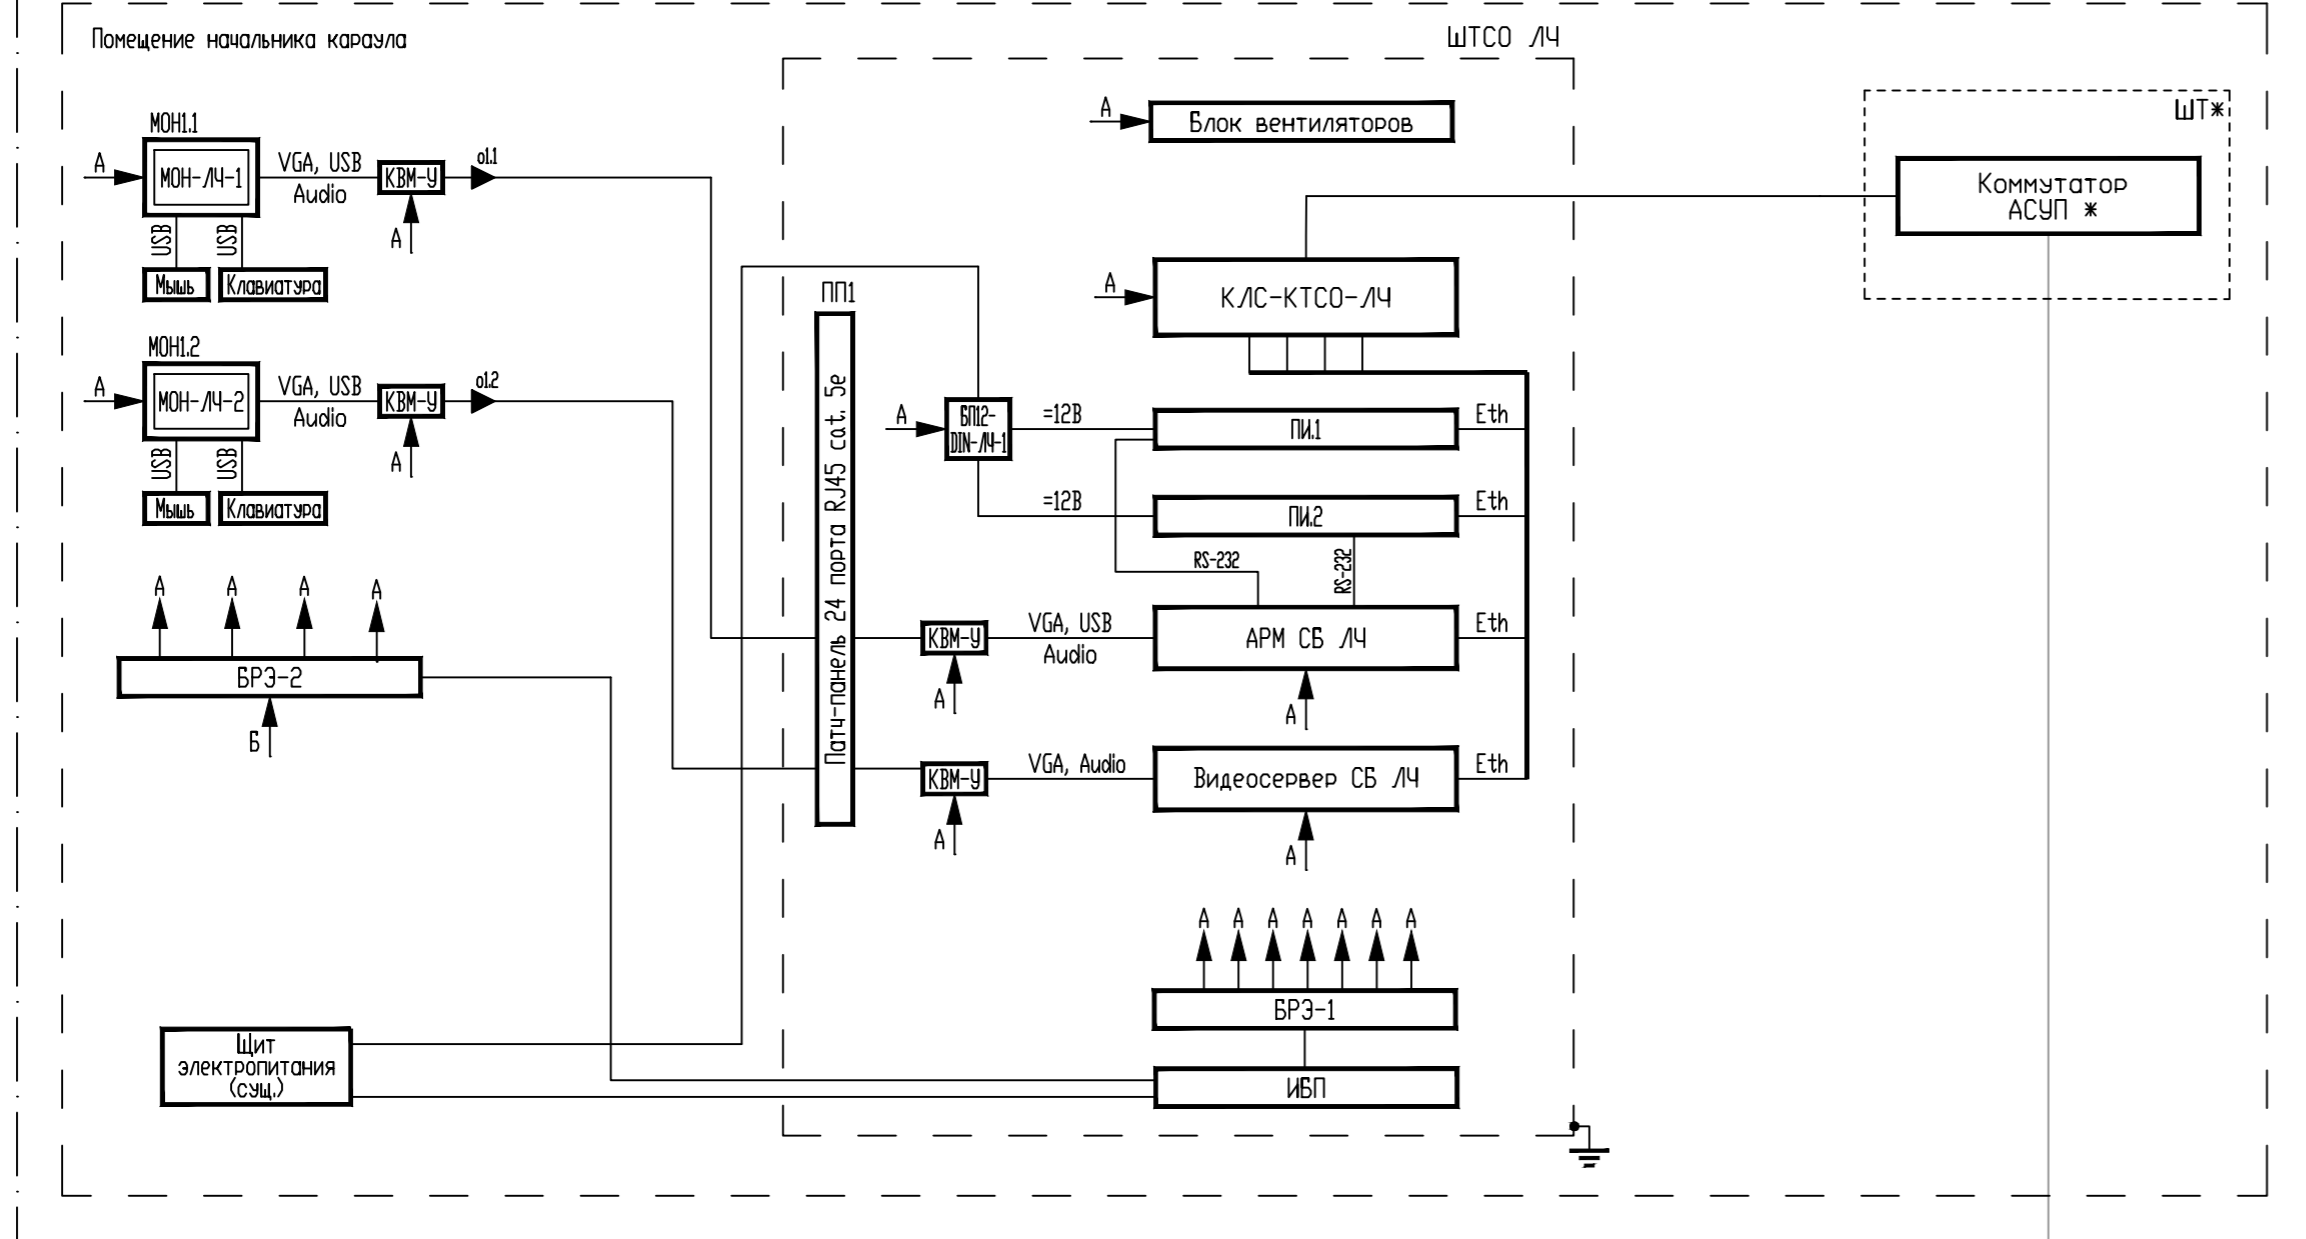 Помещение начальника караула
ШТСО ЛЧ
ШТ*
Коммутатор
АСУП *
А
Блок вентиляторов
МОН1.1
А
МОН-ЛЧ-1
VGA, USB
Audio
КВМ-У
о1.1
А
USB
USB
Мышь
Клавиатура
А
КЛС-КТСО-ЛЧ
ПП1
Патч-панель 24 порта RJ45 cat. 5e
МОН1.2
А
МОН-ЛЧ-2
VGA, USB
Audio
КВМ-У
о1.2
А
USB
USB
Мышь
Клавиатура
А
БП12-
DIN-ЛЧ-1
=12В
ПИ.1
Eth
=12В
ПИ.2
Eth
RS-232
RS-232
А
А
А
А
БРЭ-2
Б
КВМ-У
А
VGA, USB
Audio
АРМ СБ ЛЧ
А
Eth
КВМ-У
А
VGA, Audio
Видеосервер СБ ЛЧ
А
Eth
А
А
А
А
А
А
А
БРЭ-1
ИБП
Щит
электропитания
(сущ.)